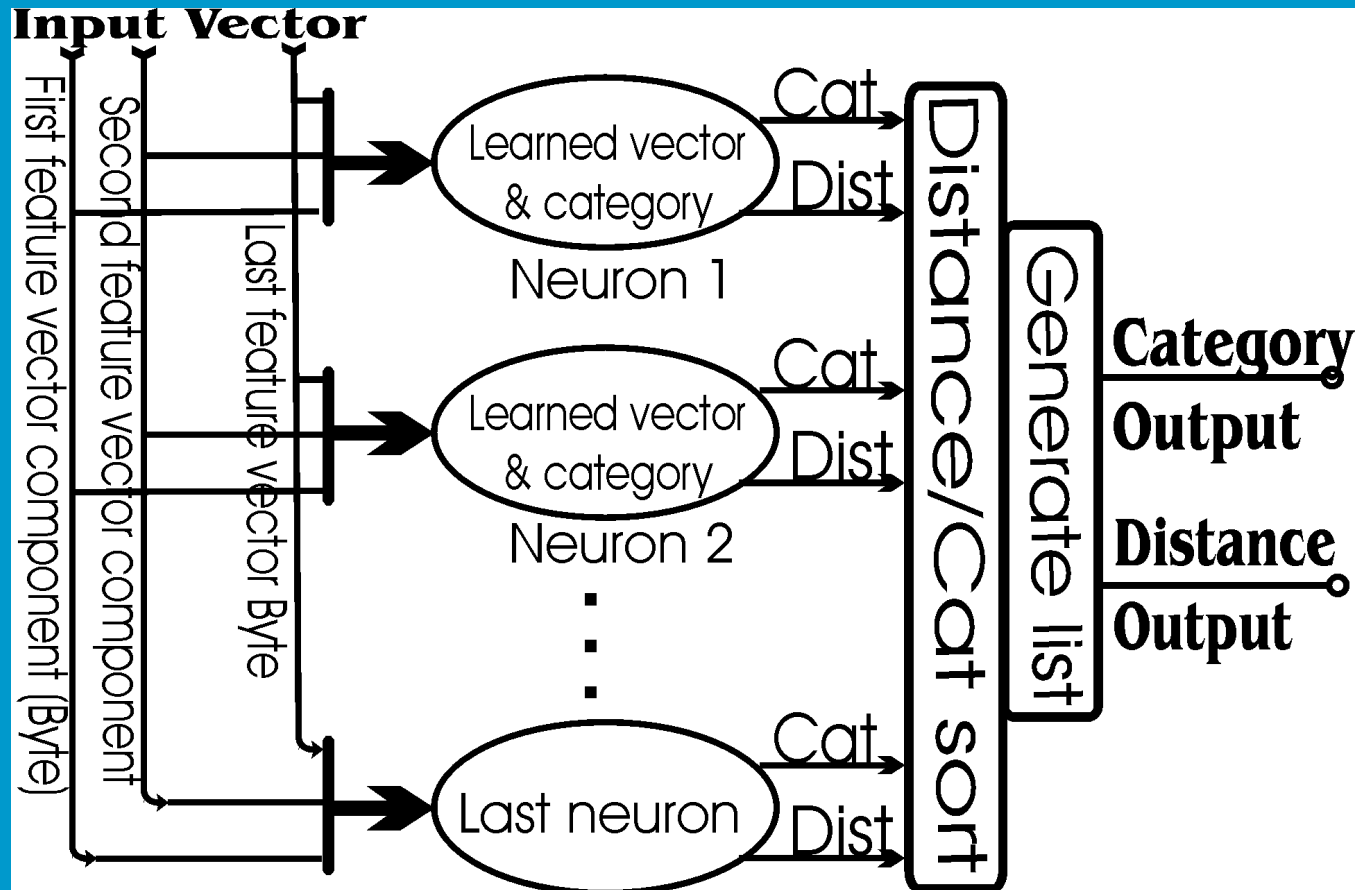 Input Vector
First feature vector component (Byte)
Second feature vector component
Last feature vector Byte
Learned vector
& category
Neuron 1
Cat
Dist
Learned vector
& category
Neuron 2
Cat
Dist
Last neuron
Cat
Dist
Distance/Cat sort
Generate list
Category
Output
Distance
Output